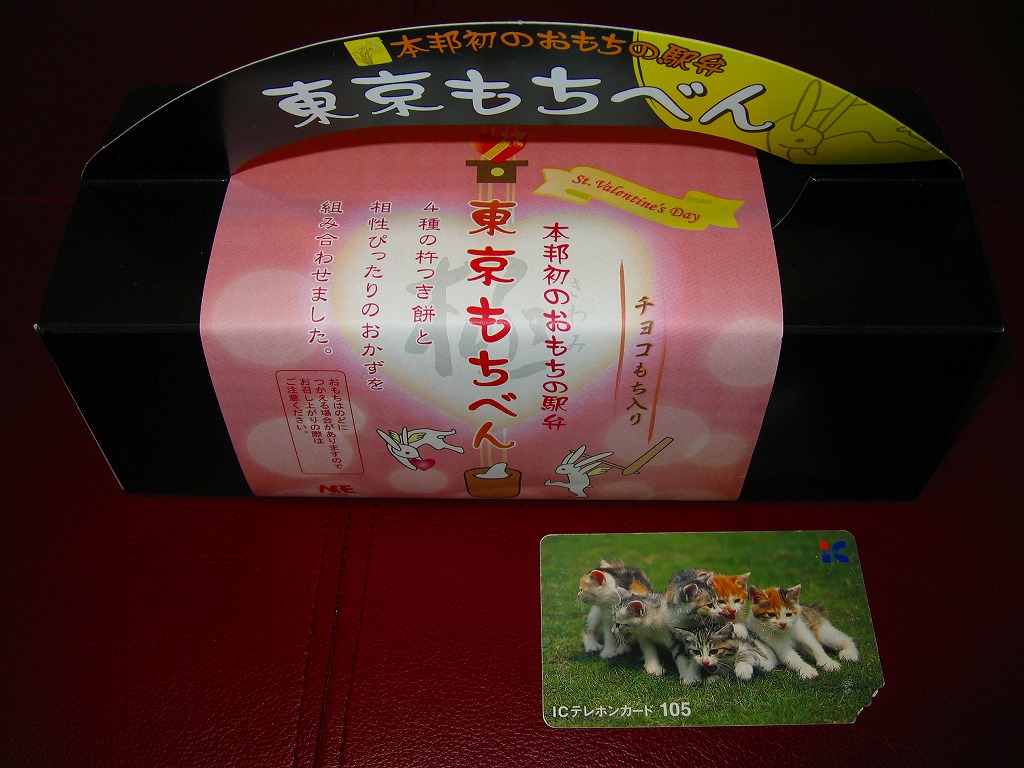 本邦初のおもちの駅弁
東京もちべん
St. Valentine's Day
チョコもち入り
本邦初のおもちの駅弁
東京もちべん
極
きわみ
4種の杵つき餅と
相性ぴったりのおかずを
組み合わせました。
おもちはのどに
つかえる場合がありますので
お召し上がりの際は
ご注意ください。
NRE
IC
ICテレホンカード 105